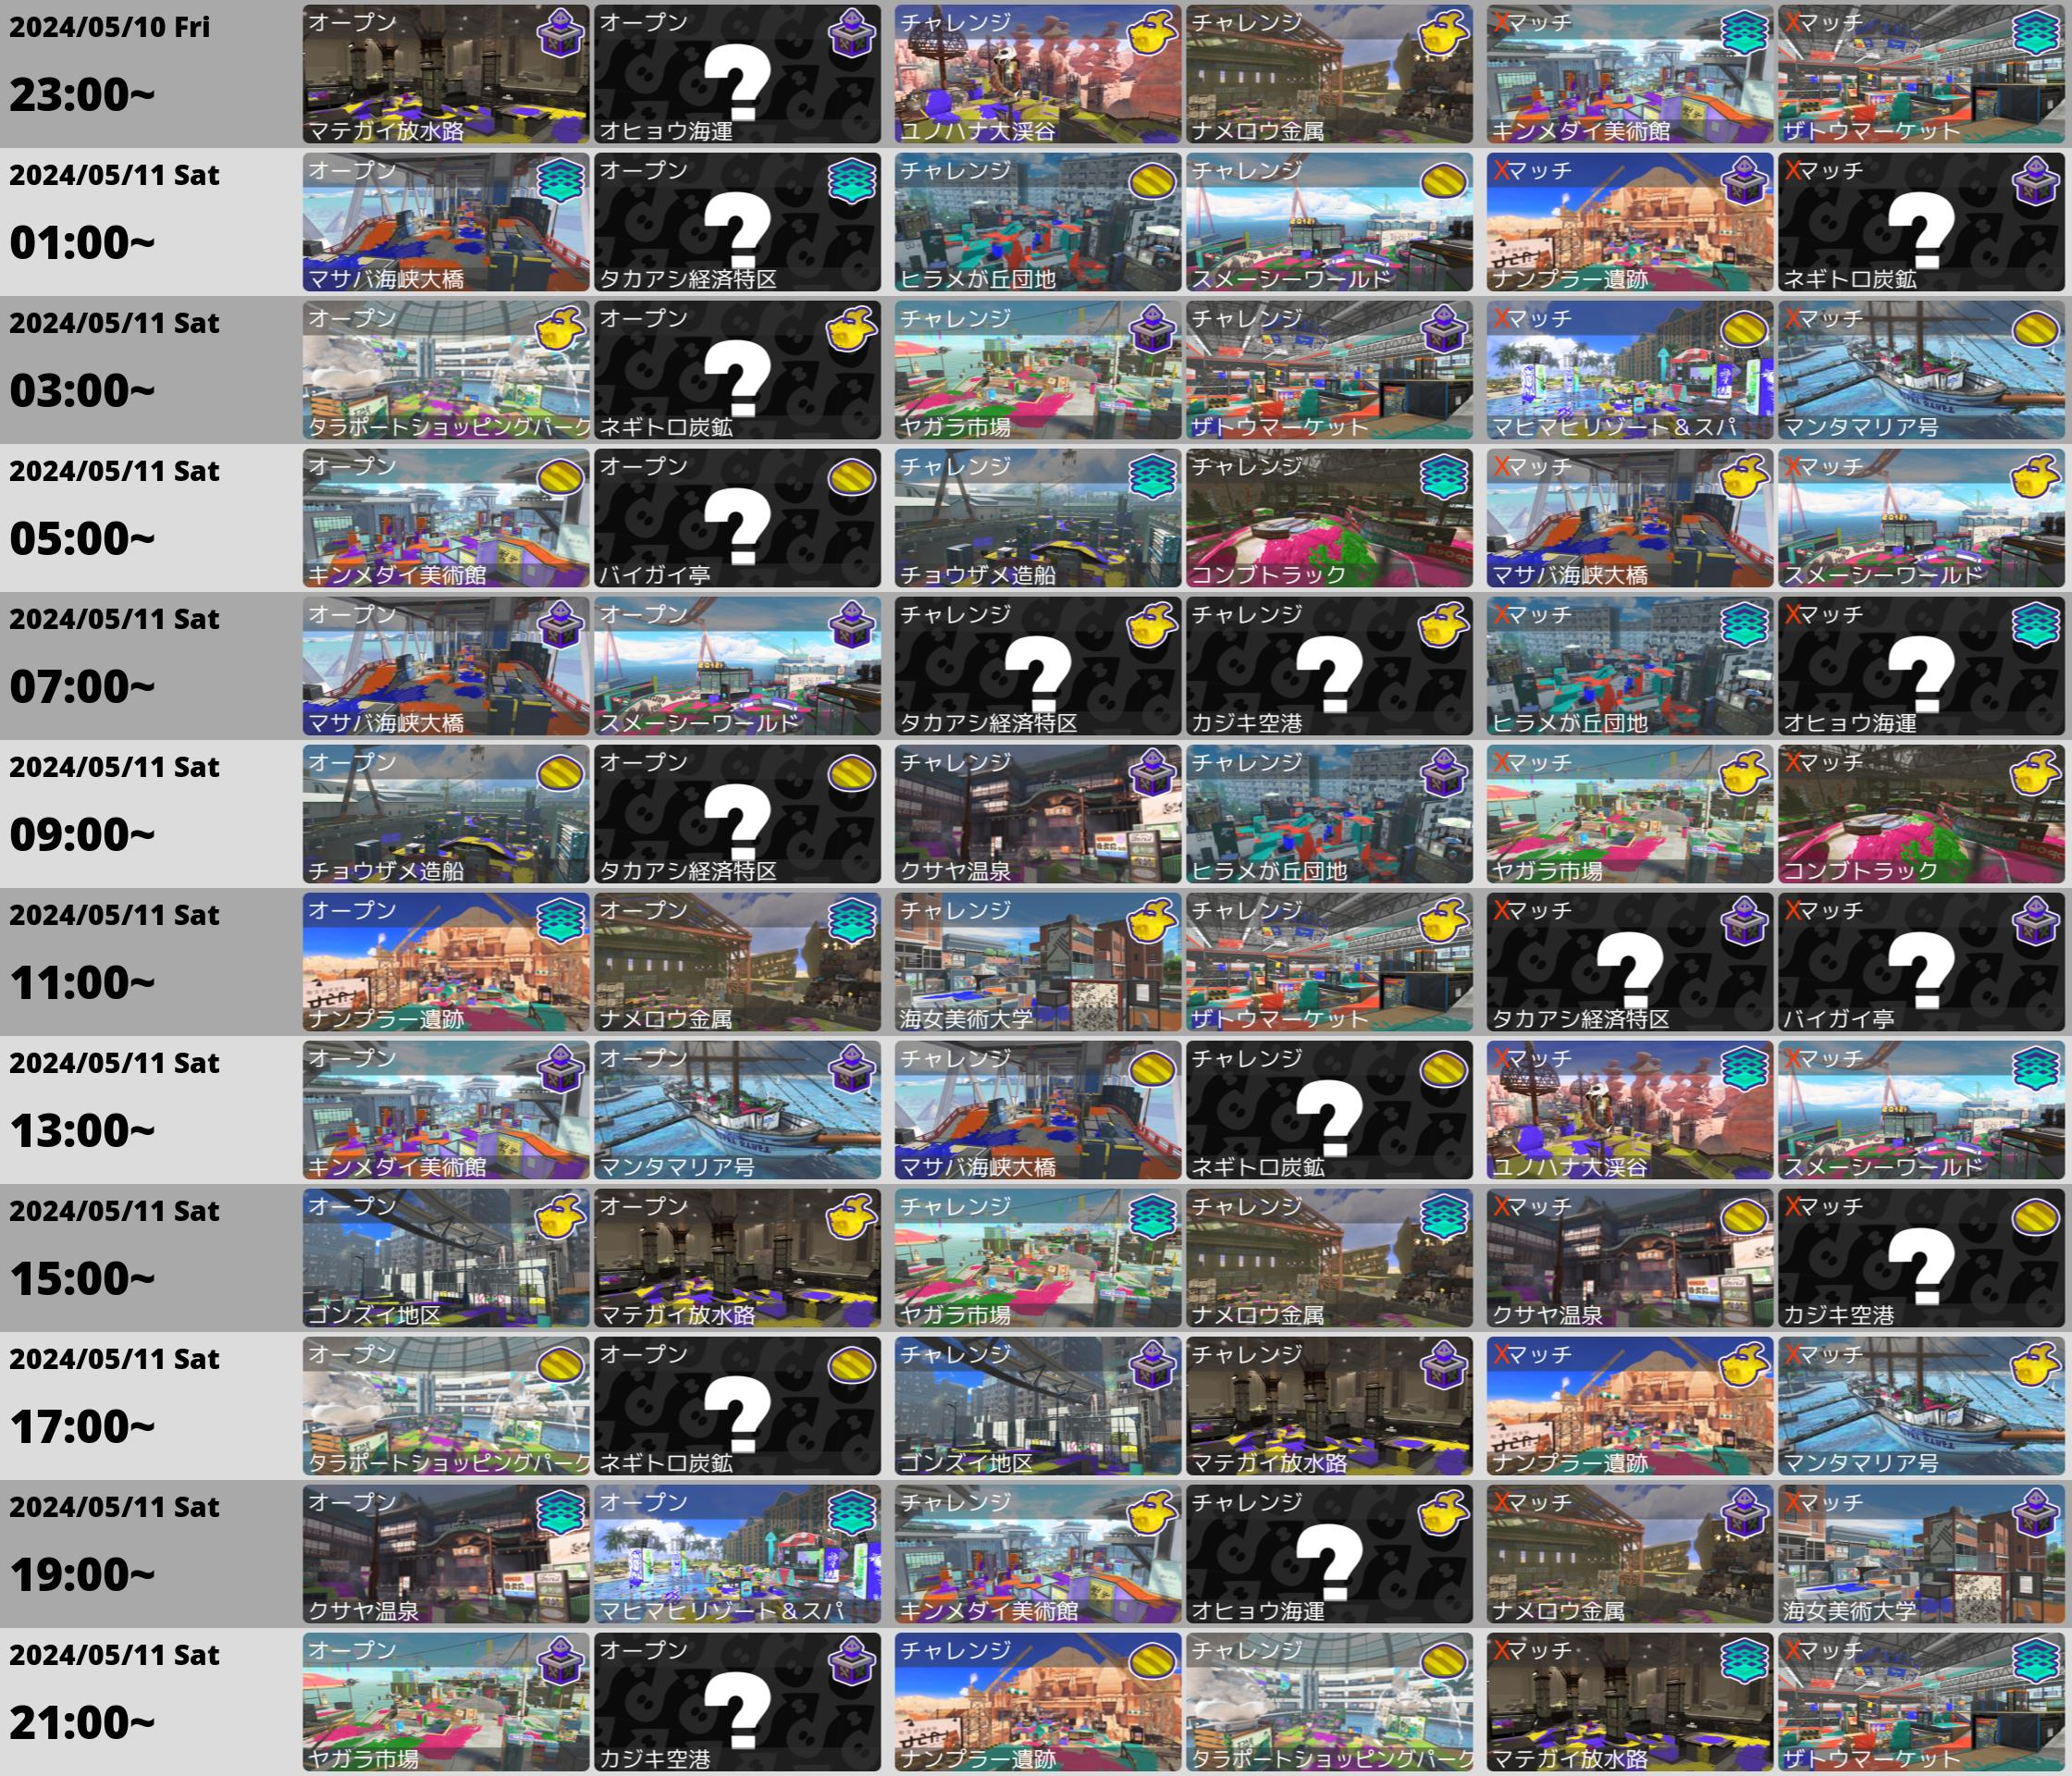 2024/05/10 Fri
23:00~
オープン
マテガイ放水路
オープン
オヒョウ海運
チャレンジ
ユノハナ大渓谷
チャレンジ
ナメロウ金属
Xマッチ
キンメダイ美術館
Xマッチ
ザトウマーケット
2024/05/11 Sat
01:00~
オープン
マサバ海峡大橋
オープン
タカアシ経済特区
チャレンジ
ヒラメが丘団地
チャレンジ
スメーシーワールド
Xマッチ
ナンプラー遺跡
Xマッチ
ネギトロ炭鉱
2024/05/11 Sat
03:00~
オープン
タラポートショッピングパーク
オープン
ネギトロ炭鉱
チャレンジ
ヤガラ市場
チャレンジ
ザトウマーケット
Xマッチ
マヒマヒリゾート＆スパ
Xマッチ
マンタマリア号
2024/05/11 Sat
05:00~
オープン
キンメダイ美術館
オープン
バイガイ亭
チャレンジ
チョウザメ造船
チャレンジ
コンブトラック
Xマッチ
マサバ海峡大橋
Xマッチ
スメーシーワールド
2024/05/11 Sat
07:00~
オープン
マサバ海峡大橋
オープン
スメーシーワールド
チャレンジ
タカアシ経済特区
チャレンジ
カジキ空港
Xマッチ
ヒラメが丘団地
Xマッチ
オヒョウ海運
2024/05/11 Sat
09:00~
オープン
チョウザメ造船
オープン
タカアシ経済特区
チャレンジ
クサヤ温泉
チャレンジ
ヒラメが丘団地
Xマッチ
ヤガラ市場
Xマッチ
コンブトラック
2024/05/11 Sat
11:00~
オープン
ナンプラー遺跡
オープン
ナメロウ金属
チャレンジ
海女美術大学
チャレンジ
ザトウマーケット
Xマッチ
タカアシ経済特区
Xマッチ
バイガイ亭
2024/05/11 Sat
13:00~
オープン
キンメダイ美術館
オープン
マンタマリア号
チャレンジ
マサバ海峡大橋
チャレンジ
ネギトロ炭鉱
Xマッチ
ユノハナ大渓谷
Xマッチ
スメーシーワールド
2024/05/11 Sat
15:00~
オープン
ゴンズイ地区
オープン
マテガイ放水路
チャレンジ
ヤガラ市場
チャレンジ
ナメロウ金属
Xマッチ
クサヤ温泉
Xマッチ
カジキ空港
2024/05/11 Sat
17:00~
オープン
タラポートショッピングパーク
オープン
ネギトロ炭鉱
チャレンジ
ゴンズイ地区
チャレンジ
マテガイ放水路
Xマッチ
ナンプラー遺跡
Xマッチ
マンタマリア号
2024/05/11 Sat
19:00~
オープン
クサヤ温泉
オープン
マヒマヒリゾート＆スパ
チャレンジ
キンメダイ美術館
チャレンジ
オヒョウ海運
Xマッチ
ナメロウ金属
Xマッチ
海女美術大学
2024/05/11 Sat
21:00~
オープン
ヤガラ市場
オープン
カジキ空港
チャレンジ
ナンプラー遺跡
チャレンジ
タラポートショッピングパーク
Xマッチ
マテガイ放水路
Xマッチ
ザトウマーケット